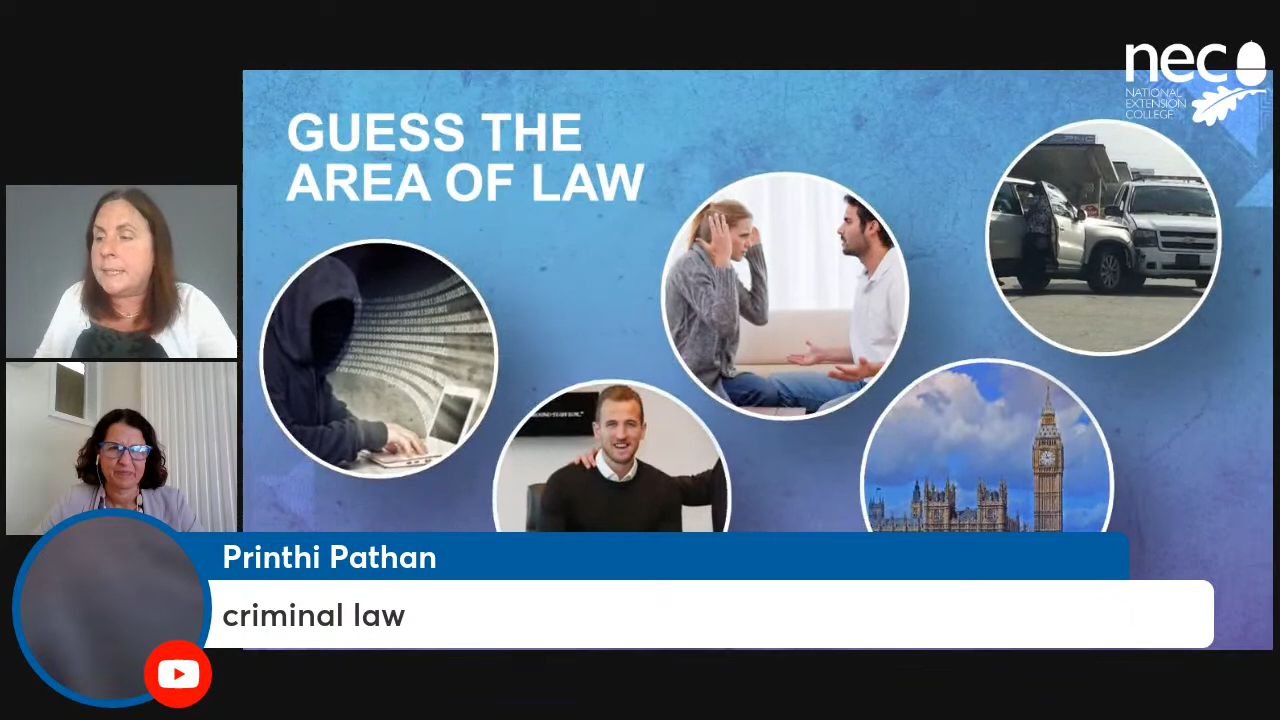 nec
NATIONAL
EXTENSION
COLLEGE
GUESS THE
AREA OF LAW
Printhi Pathan
criminal law